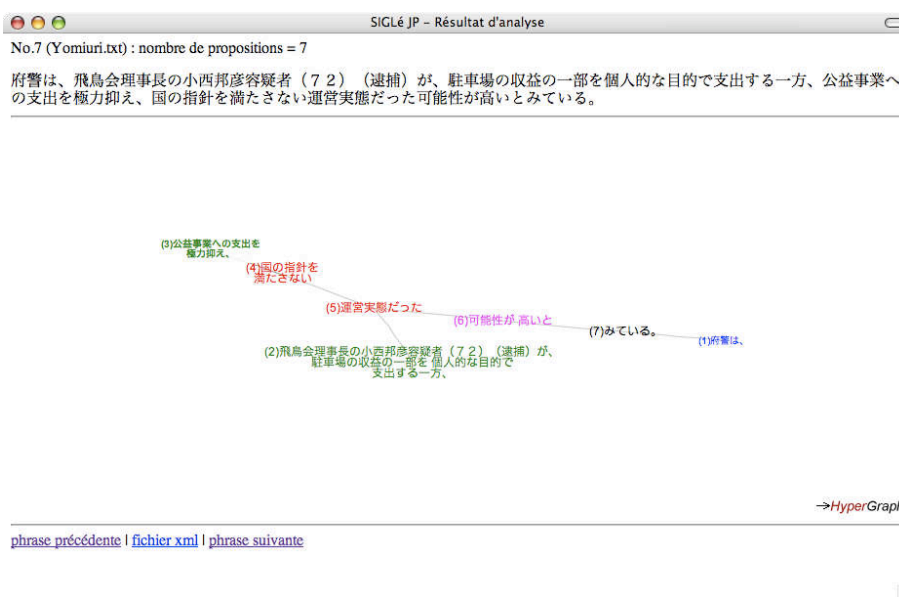 SIGLé JP – Résultat d'analyse
No.7 (Yomiuri.txt) : nombre de propositions = 7
府警は、飛鳥会理事長の小西邦彦容疑者（７２）（逮捕）が、駐車場の収益の一部を個人的な目的で支出する一方、公益事業へ
の支出を極力抑え、国の指針を満たさない運営実態だった可能性が高いとみている。
(3)公益事業への支出を
極力抑え、
(4)国の指針を
満たさない
(5)運営実態だった
(6)可能性が 高いと
(7)みている。
(1)府警は、
(2)飛鳥会理事長の小西邦彦容疑者（７２）（逮捕）が、
駐車場の収益の一部を 個人的な目的で
支出する一方、
→HyperGraph
phrase précédente | fichier xml | phrase suivante